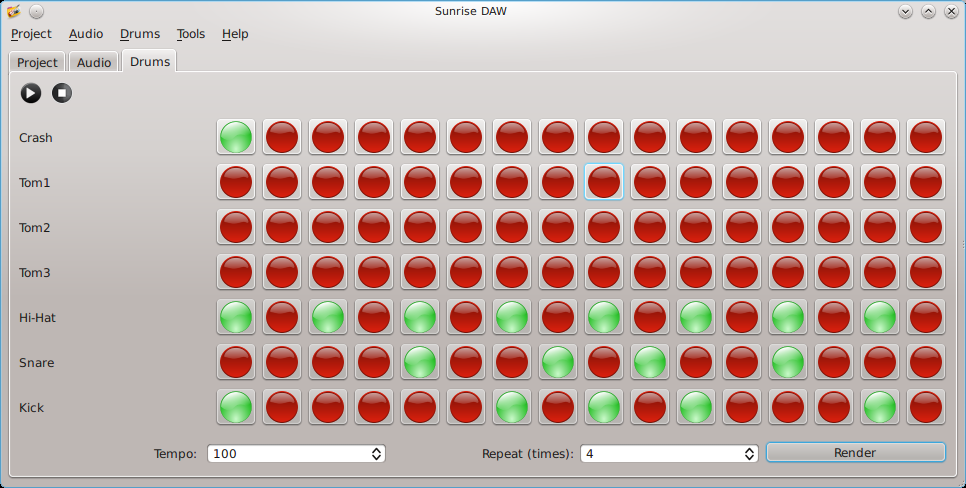 Sunrise DAW
Project Audio Drums Tools Help
Project Audio Drums
Crash
Tom1
Tom2
Tom3
Hi-Hat
Snare
Kick
Tempo: 100 Repeat (times): 4 Render